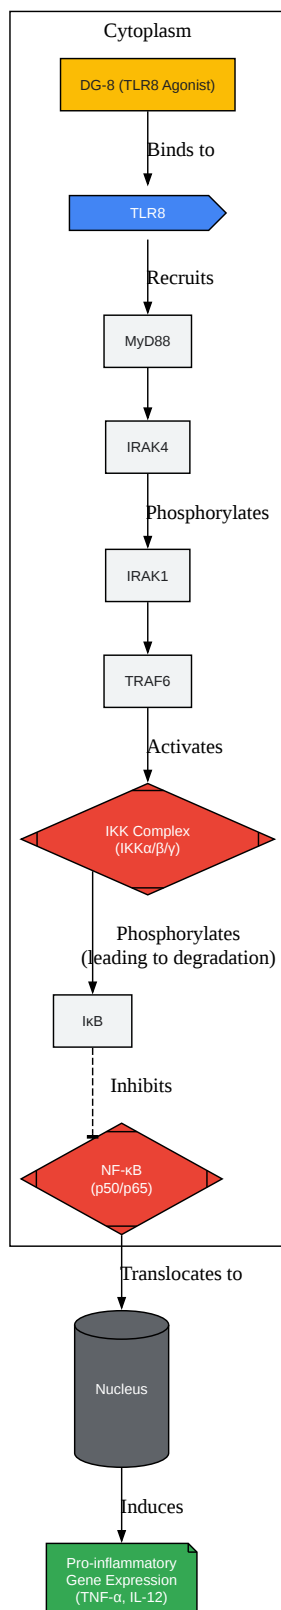 Cytoplasm
DG-8 (TLR8 Agonist)
Binds to
TLR8
Recruits
MyD88
IRAK4
Phosphorylates
IRAK1
TRAF6
Activates
IKK Complex
(IKKα/β/γ)
Phosphorylates
(leading to degradation)
IκB
Inhibits
NF-κB
(p50/p65)
Translocates to
Nucleus
Induces
Pro-inflammatory
Gene Expression
(TNF-α, IL-12)